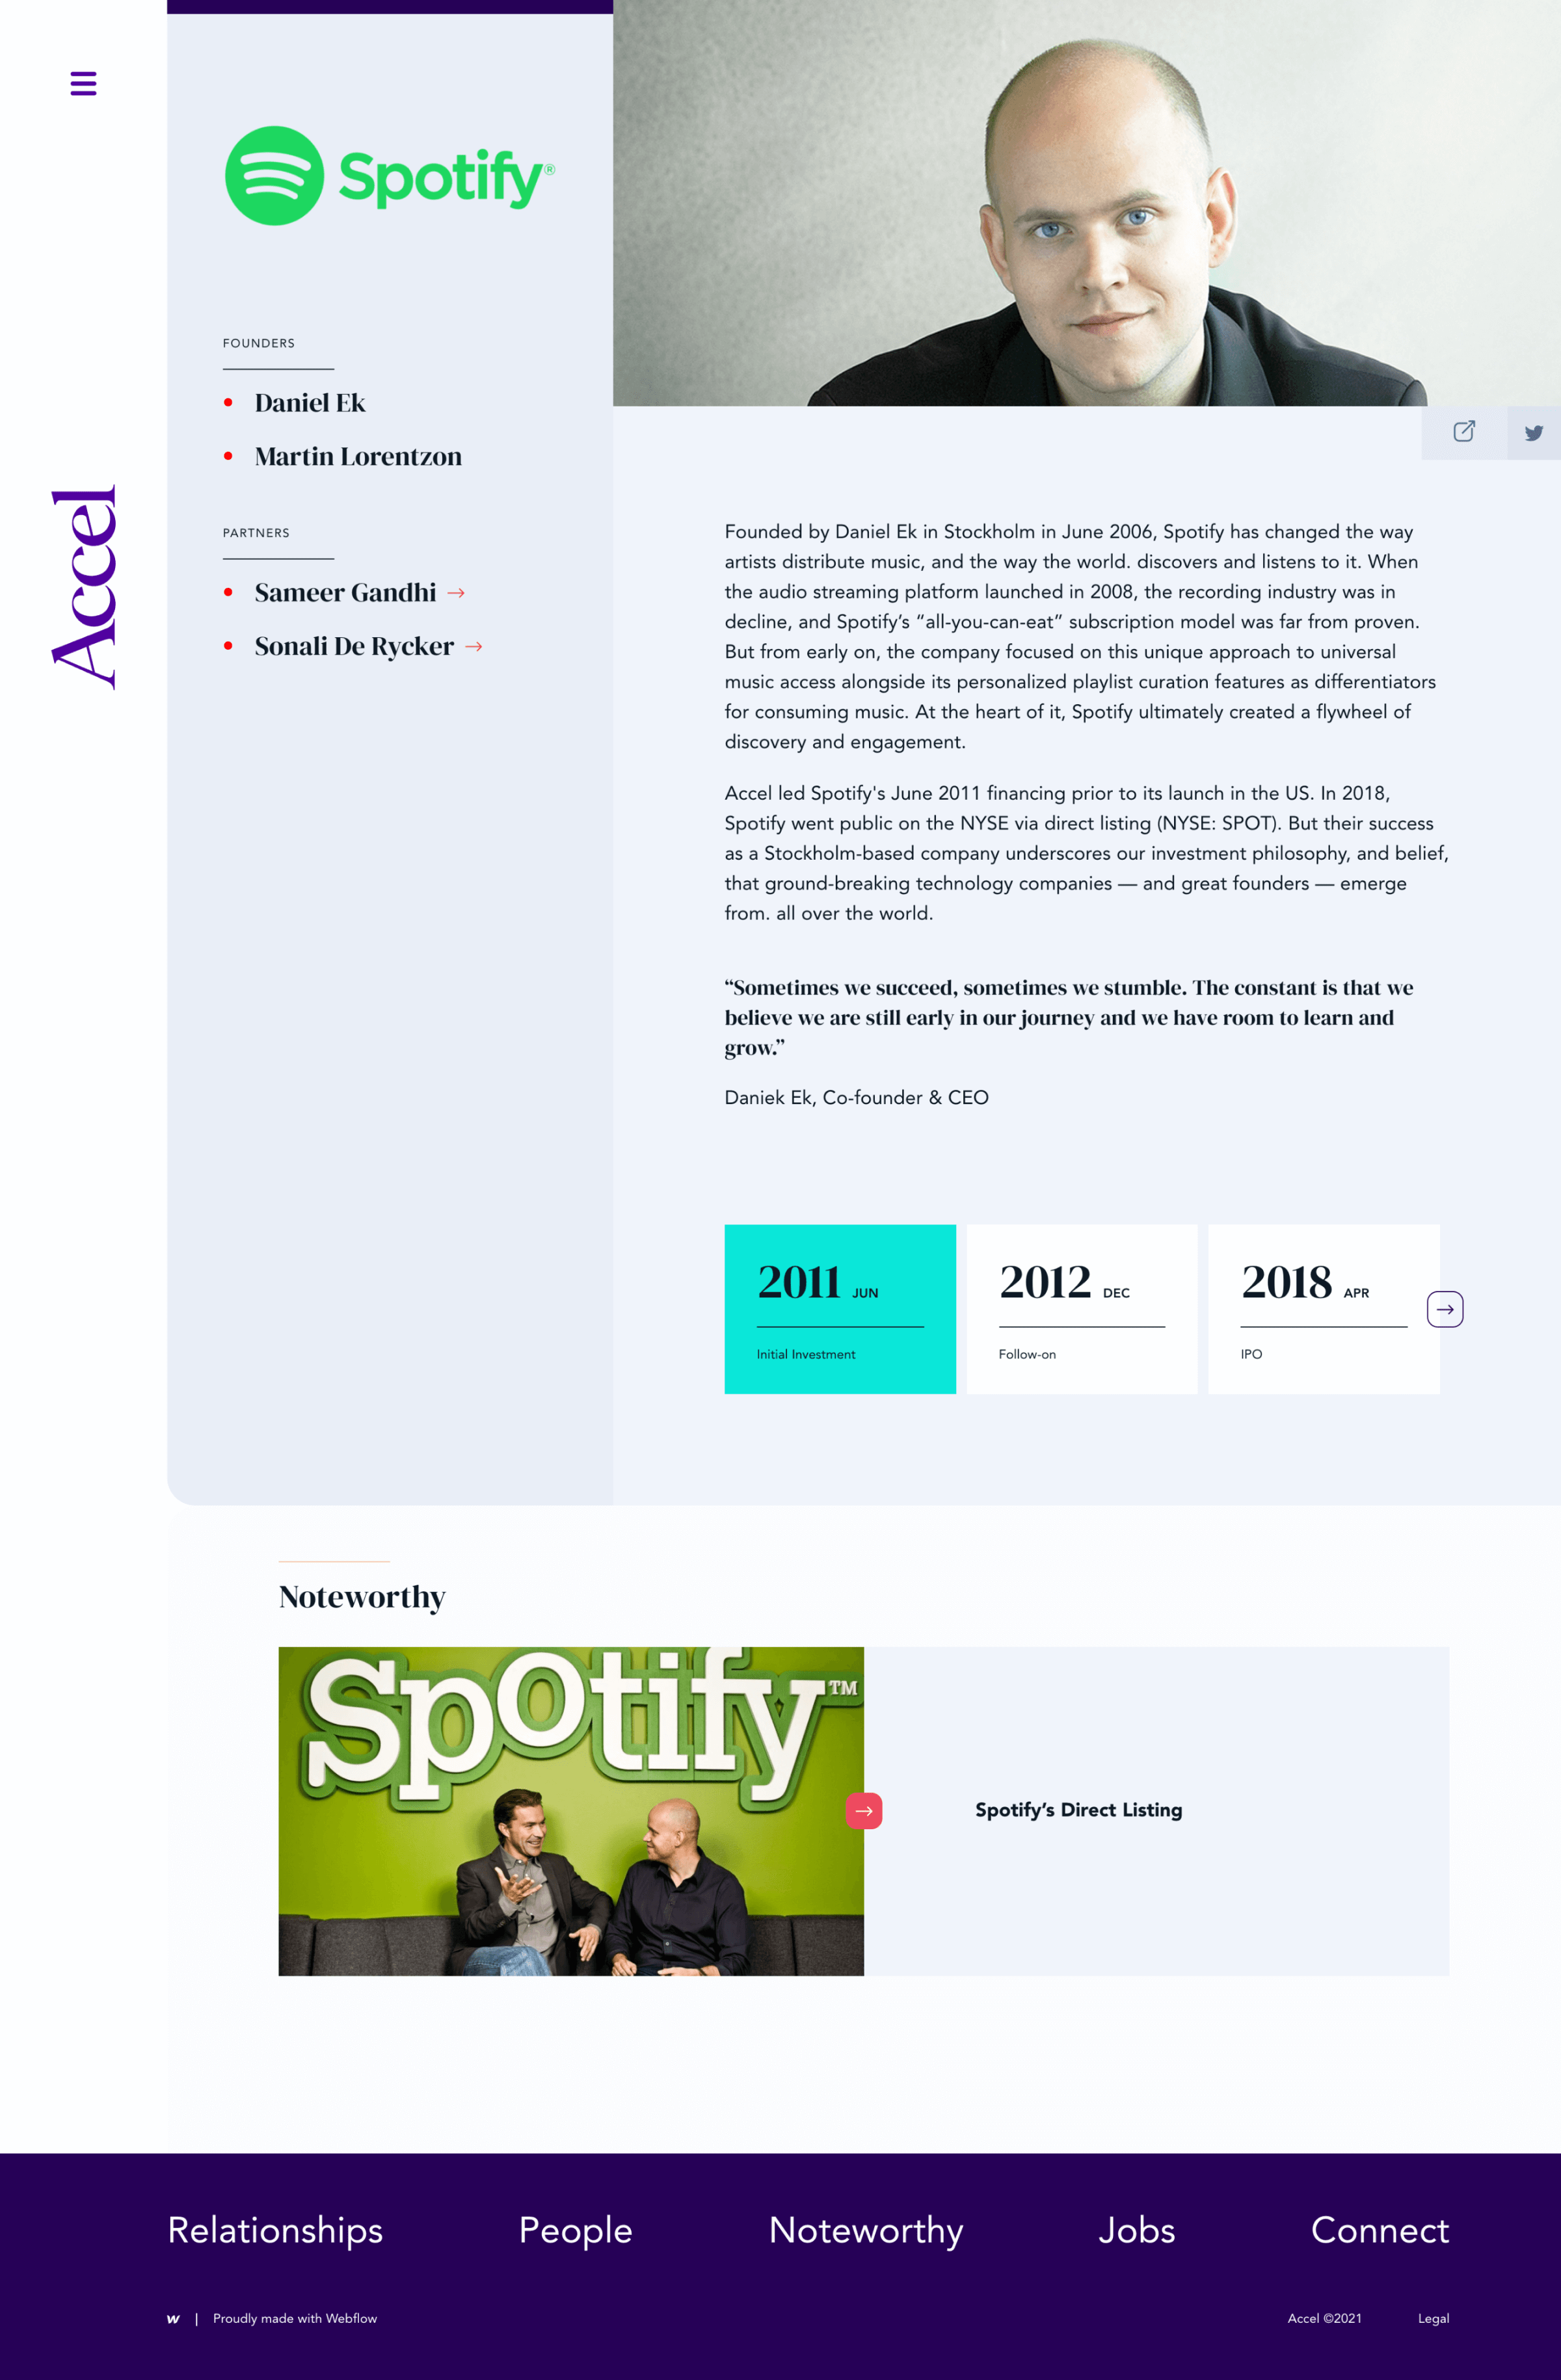 Accel
Spotify®
FOUNDERS
Daniel Ek
Martin Lorentzon
PARTNERS
Sameer Gandhi →
Sonali De Rycker →
Founded by Daniel Ek in Stockholm in June 2006, Spotify has changed the way
artists distribute music, and the way the world. discovers and listens to it. When
the audio streaming platform launched in 2008, the recording industry was in
decline, and Spotify’s “all-you-can-eat” subscription model was far from proven.
But from early on, the company focused on this unique approach to universal
music access alongside its personalized playlist curation features as differentiators
for consuming music. At the heart of it, Spotify ultimately created a flywheel of
discovery and engagement.
Accel led Spotify's June 2011 financing prior to its launch in the US. In 2018,
Spotify went public on the NYSE via direct listing (NYSE: SPOT). But their success
as a Stockholm-based company underscores our investment philosophy, and belief,
that ground-breaking technology companies — and great founders — emerge
from. all over the world.
“Sometimes we succeed, sometimes we stumble. The constant is that we
believe we are still early in our journey and we have room to learn and
grow.”
Daniek Ek, Co-founder & CEO
2011 JUN
Initial Investment
2012 DEC
Follow-on
2018 APR
IPO
Noteworthy
Spotify™
Spotify’s Direct Listing
Relationships
People
Noteworthy
Jobs
Connect
W | Proudly made with Webflow
Accel ©2021
Legal